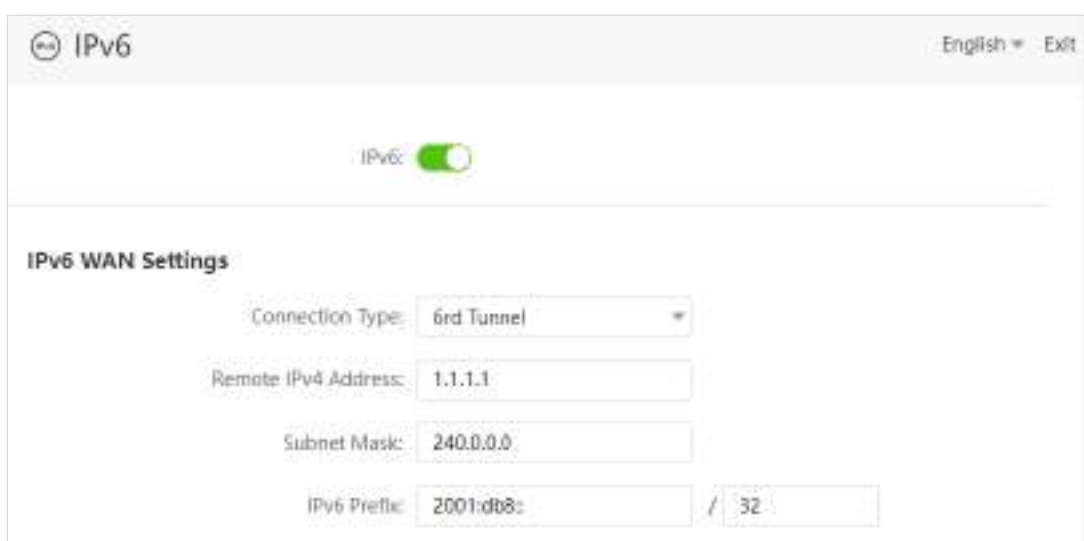 IPv6
English Exit
IPv6:
IPv6 WAN Settings
Connection Type: 6rd Tunnel
Remote IPv4 Address: 1.1.1.1
Subnet Mask: 240.0.0.0
IPv6 Prefix: 2001:db8:: / 32